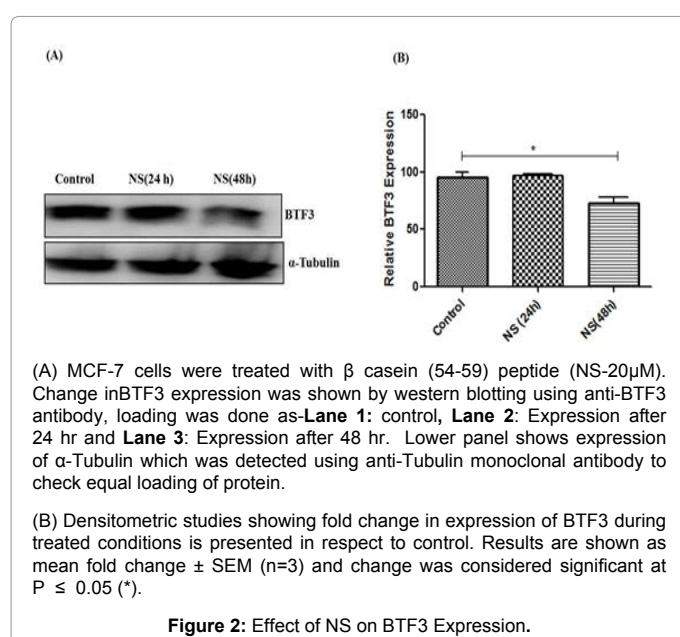 (A)
(B)
Control NS(24 h) NS(48h)
BTF3
α-Tubulin
Relative BTF3 Expression
150
100
50
0
*
Control
NS (24h)
NS(48h)
(A) MCF-7 cells were treated with β casein (54-59) peptide (NS-20µM).
Change inBTF3 expression was shown by western blotting using anti-BTF3
antibody, loading was done as-Lane 1: control, Lane 2: Expression after
24 hr and Lane 3: Expression after 48 hr. Lower panel shows expression
of α-Tubulin which was detected using anti-Tubulin monoclonal antibody to
check equal loading of protein.
(B) Densitometric studies showing fold change in expression of BTF3 during
treated conditions is presented in respect to control. Results are shown as
mean fold change ± SEM (n=3) and change was considered significant at
P ≤ 0.05 (*).
Figure 2: Effect of NS on BTF3 Expression.